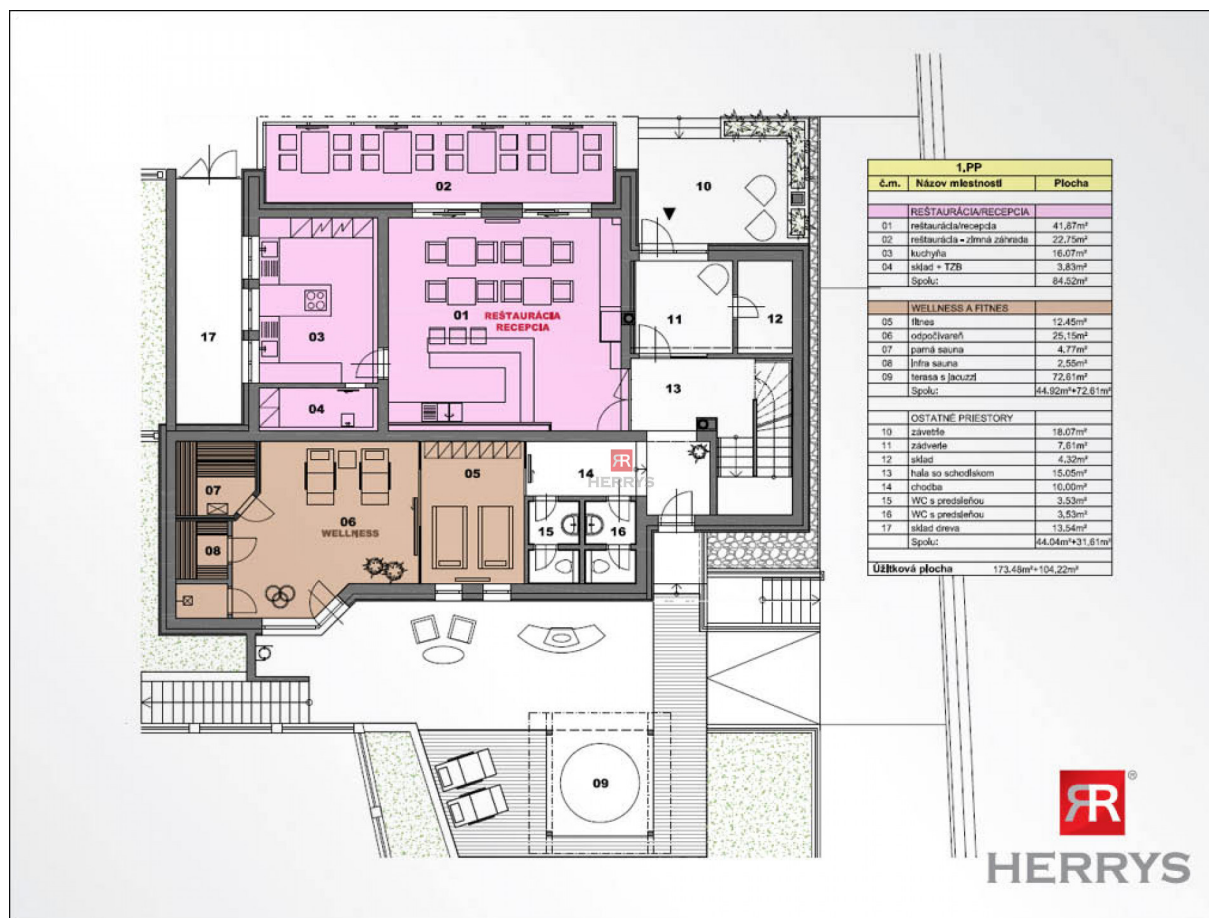 02
10
17
03
01
REŠTAURÁCIA
RECEPCIA
11
12
04
13
07
08
06
WELLNESS
05
14
RR
HERRYS
15
16
09
1.PP
č.m. Názov miestnosti Plocha
REŠTAURÁCIA/RECEPCIA
01 reštaurácia/recepcia 41,87m²
02 reštaurácia - zimná záhrada 22,75m²
03 kuchyňa 16.07m²
04 sklad + TZB 3,83m²
Spolu: 84.52m²
WELLNESS A FITNES
05 fitnes 12.45m²
06 odpočivareň 25,15m²
07 parná sauna 4.77m²
08 infra sauna 2,55m²
09 terasa s jacuzzi 72,61m²
Spolu: 44.92m²+72,61m²
OSTATNÉ PRIESTORY
10 závetrie 18.07m²
11 zádverie 7,61m²
12 sklad 4,32m²
13 hala so schodiskom 15.05m²
14 chodba 10,00m²
15 WC s predsieňou 3.53m²
16 WC s predsieňou 3,53m²
17 sklad dreva 13.54m²
Spolu: 44.04m²+31,61m²
Úžitková plocha 173.48m²+104,22m²
RR
®
HERRYS